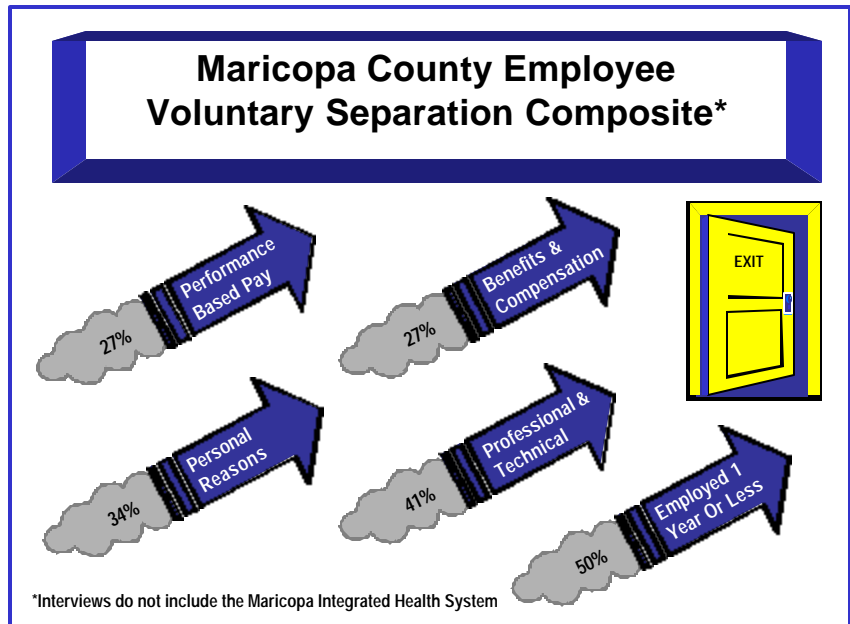 Maricopa County Employee
Voluntary Separation Composite*
Performance
Based Pay
27%
Benefits &
Compensation
27%
EXIT
Personal
Reasons
34%
Professional &
Technical
41%
Employed 1
Year Or Less
50%
*Interviews do not include the Maricopa Integrated Health System